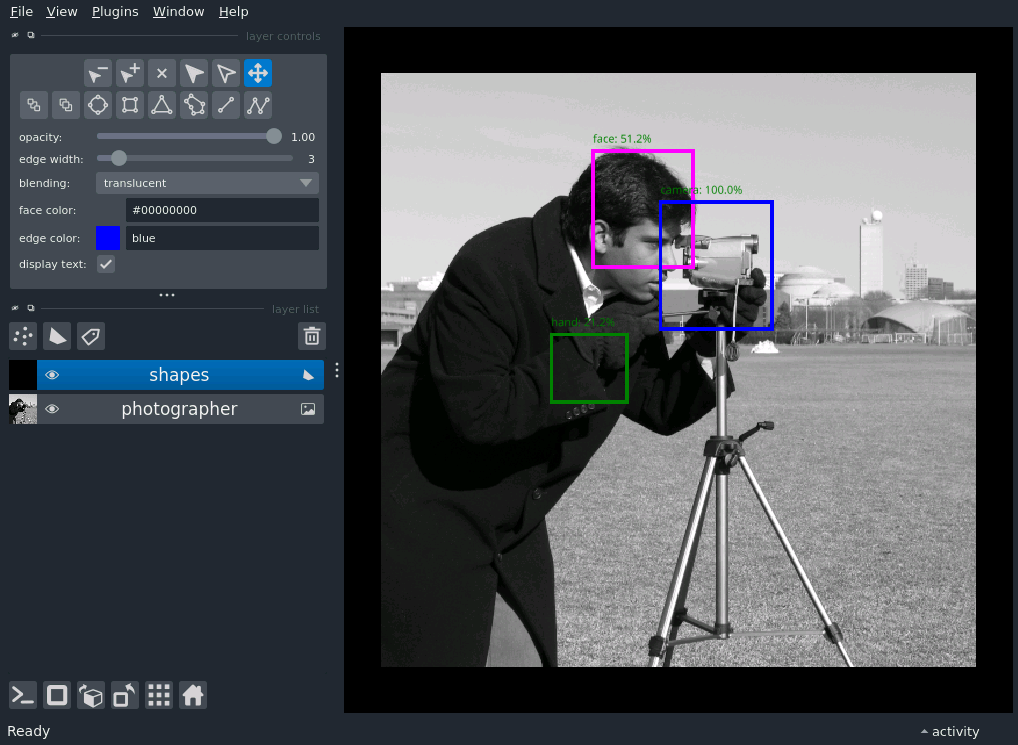 File View Plugins Window Help
layer controls
opacity: 1.00
edge width: 3
blending: translucent
face color: #00000000
edge color: blue
display text:
layer list
shapes
photographer
face: 51.2%
camera: 100.0%
hand: 21.2%
Ready
activity